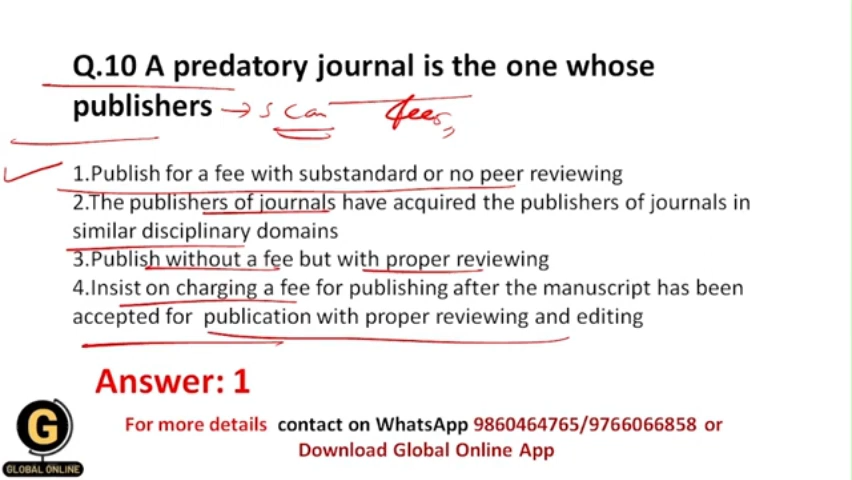 Q.10 A predatory journal is the one whose
publishers → scam fees,
1.Publish for a fee with substandard or no peer reviewing
2.The publishers of journals have acquired the publishers of journals in
similar disciplinary domains
3.Publish without a fee but with proper reviewing
4.Insist on charging a fee for publishing after the manuscript has been
accepted for publication with proper reviewing and editing
Answer: 1
For more details contact on WhatsApp 9860464765/9766066858 or
Download Global Online App
G
GLOBAL ONLINE